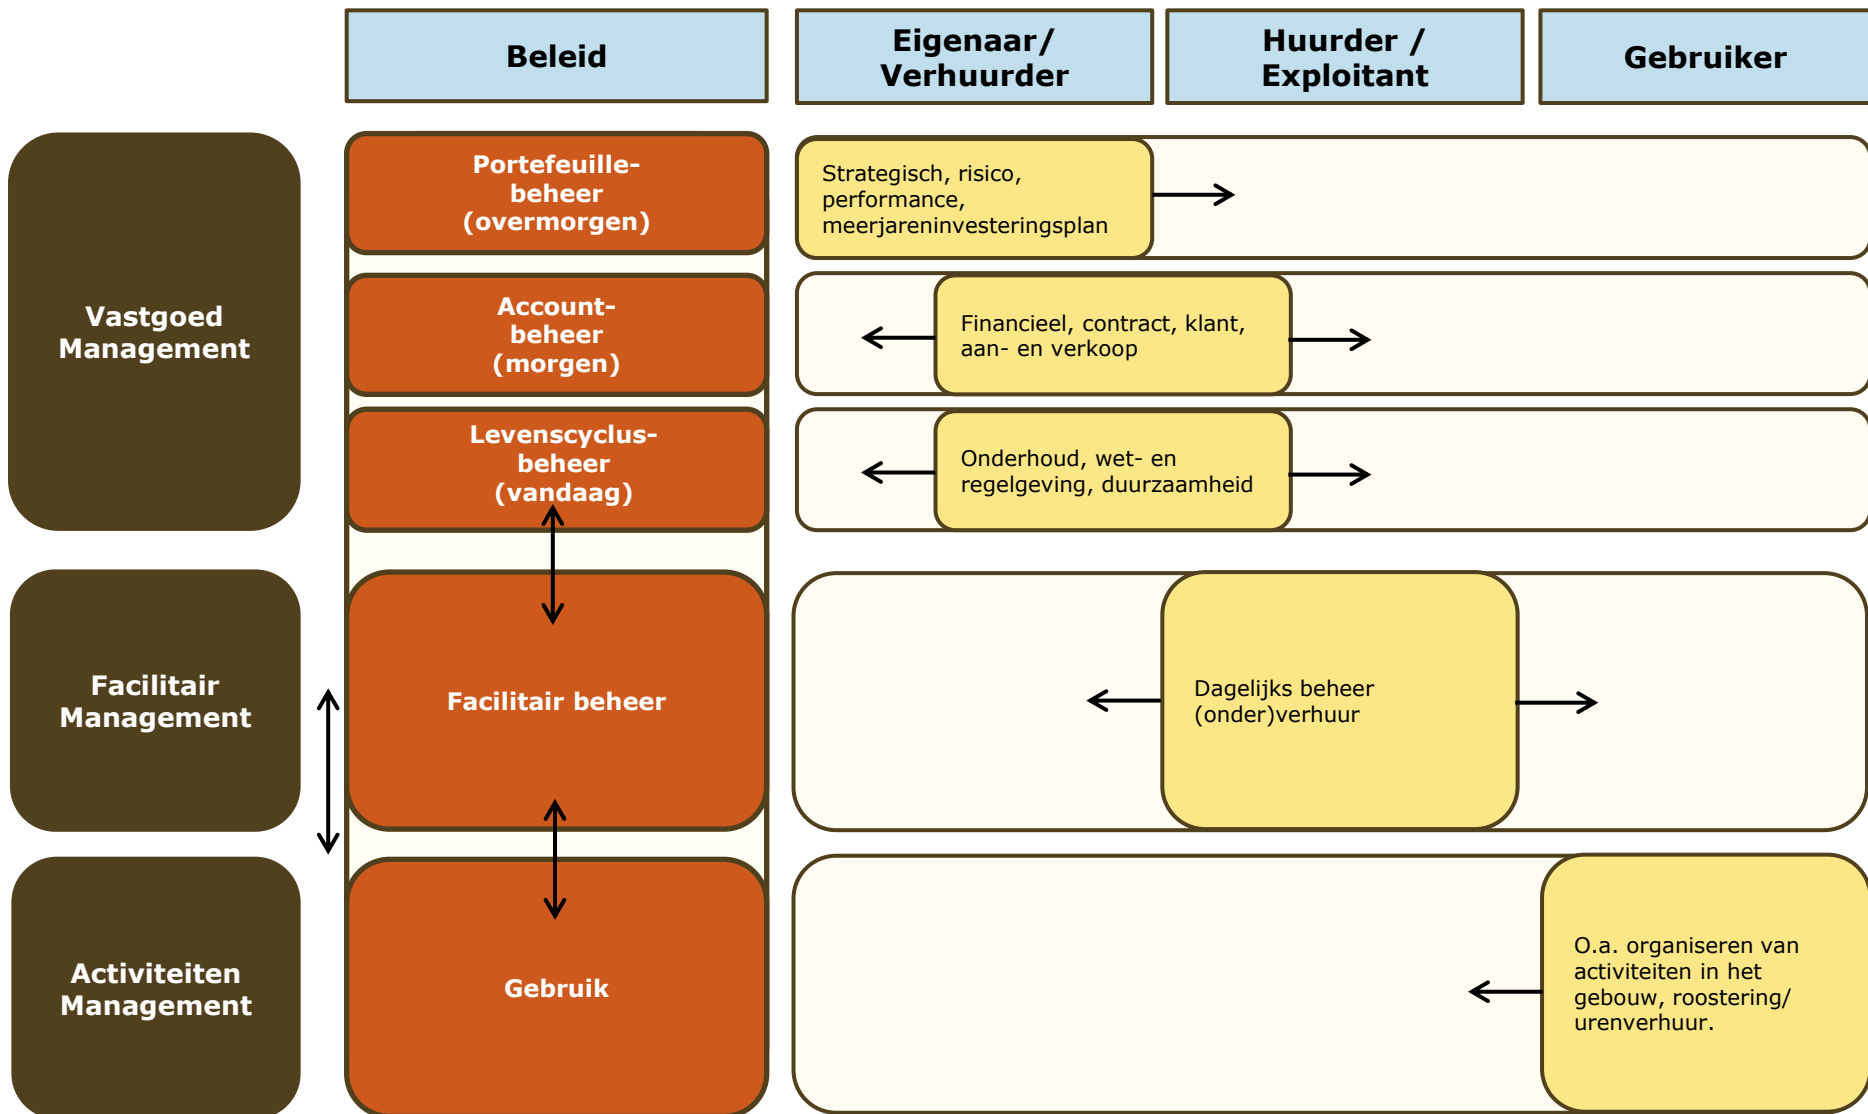 Beleid
Eigenaar/
Verhuurder
Huurder /
Exploitant
Gebruiker
Vastgoed
Management
Portefeuille-
beheer
(overmorgen)
Strategisch, risico,
performance,
meerjareninvesteringsplan
Account-
beheer
(morgen)
Financieel, contract, klant,
aan- en verkoop
Levenscyclus-
beheer
(vandaag)
Onderhoud, wet- en
regelgeving, duurzaamheid
Facilitair
Management
Facilitair beheer
Dagelijks beheer
(onder)verhuur
Activiteiten
Management
Gebruik
O.a. organiseren van
activiteiten in het
gebouw, roostering/
urenverhuur.